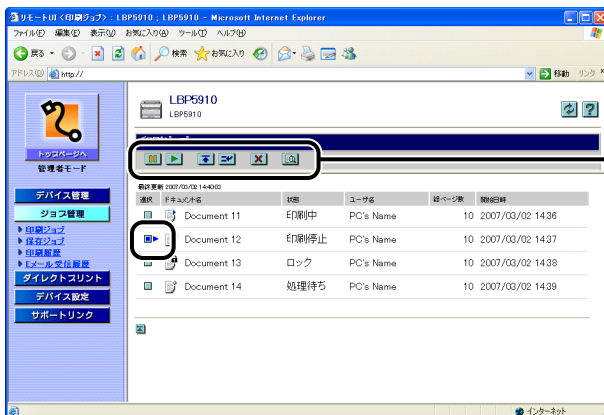 リモートUI <印刷ジョブ> : LBP5910 ; LBP5910 - Microsoft Internet Explorer
ファイル(F) 編集(E) 表示(V) お気に入り(A) ツール(T) ヘルプ(H)
戻る 検索 お気に入り
アドレス(D) http:// 移動 リンク
LBP5910
LBP5910
トップページへ
管理者モード
デバイス管理
ジョブ管理
印刷ジョブ
保存ジョブ
印刷履歴
Eメール受信履歴
ダイレクトプリント
デバイス設定
サポートリンク
最終更新 2007/03/02 14:40:03
選択 ドキュメント名 状態 ユーザ名 総ページ数 開始日時
Document 11 印刷中 PC's Name 10 2007/03/02 14:36
Document 12 印刷停止 PC's Name 10 2007/03/02 14:37
Document 13 ロック PC's Name 10 2007/03/02 14:38
Document 14 処理待ち PC's Name 10 2007/03/02 14:39
インターネット